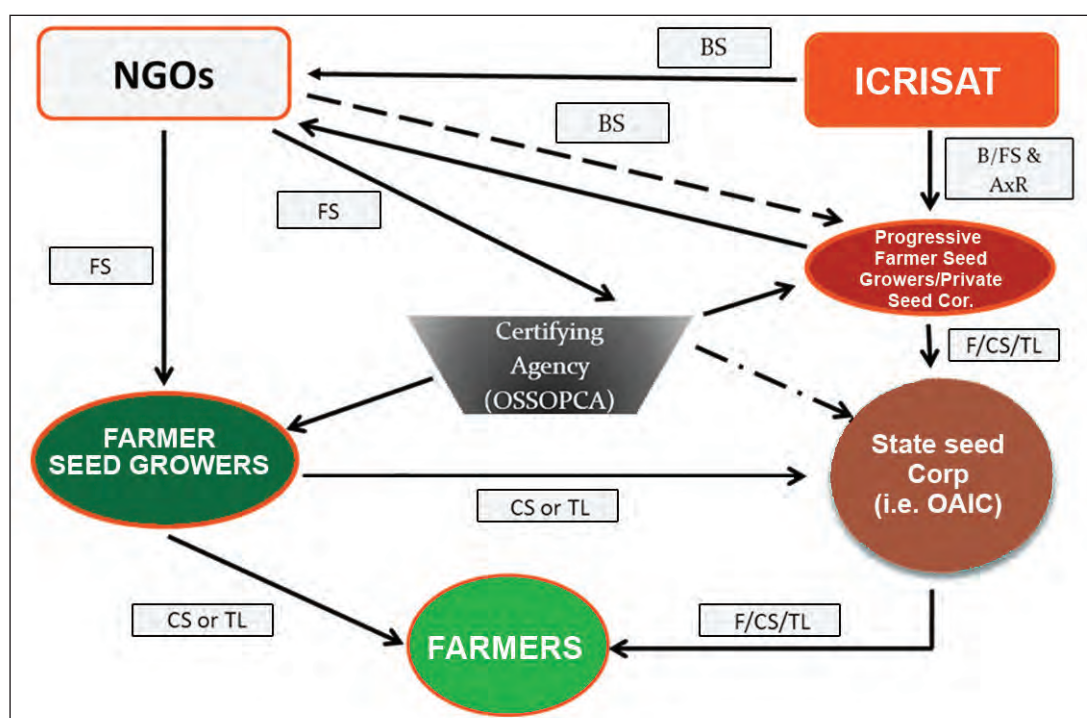 NGOs
BS
ICRISAT
BS
B/FS &
AxR
FS
FS
Progressive
Farmer Seed
Growers/Private
Seed Cor.
Certifying
Agency
(OSSOPCA)
F/CS/TL
FARMER
SEED GROWERS
State seed
Corp
(i.e. OAIC)
CS or TL
CS or TL
F/CS/TL
FARMERS